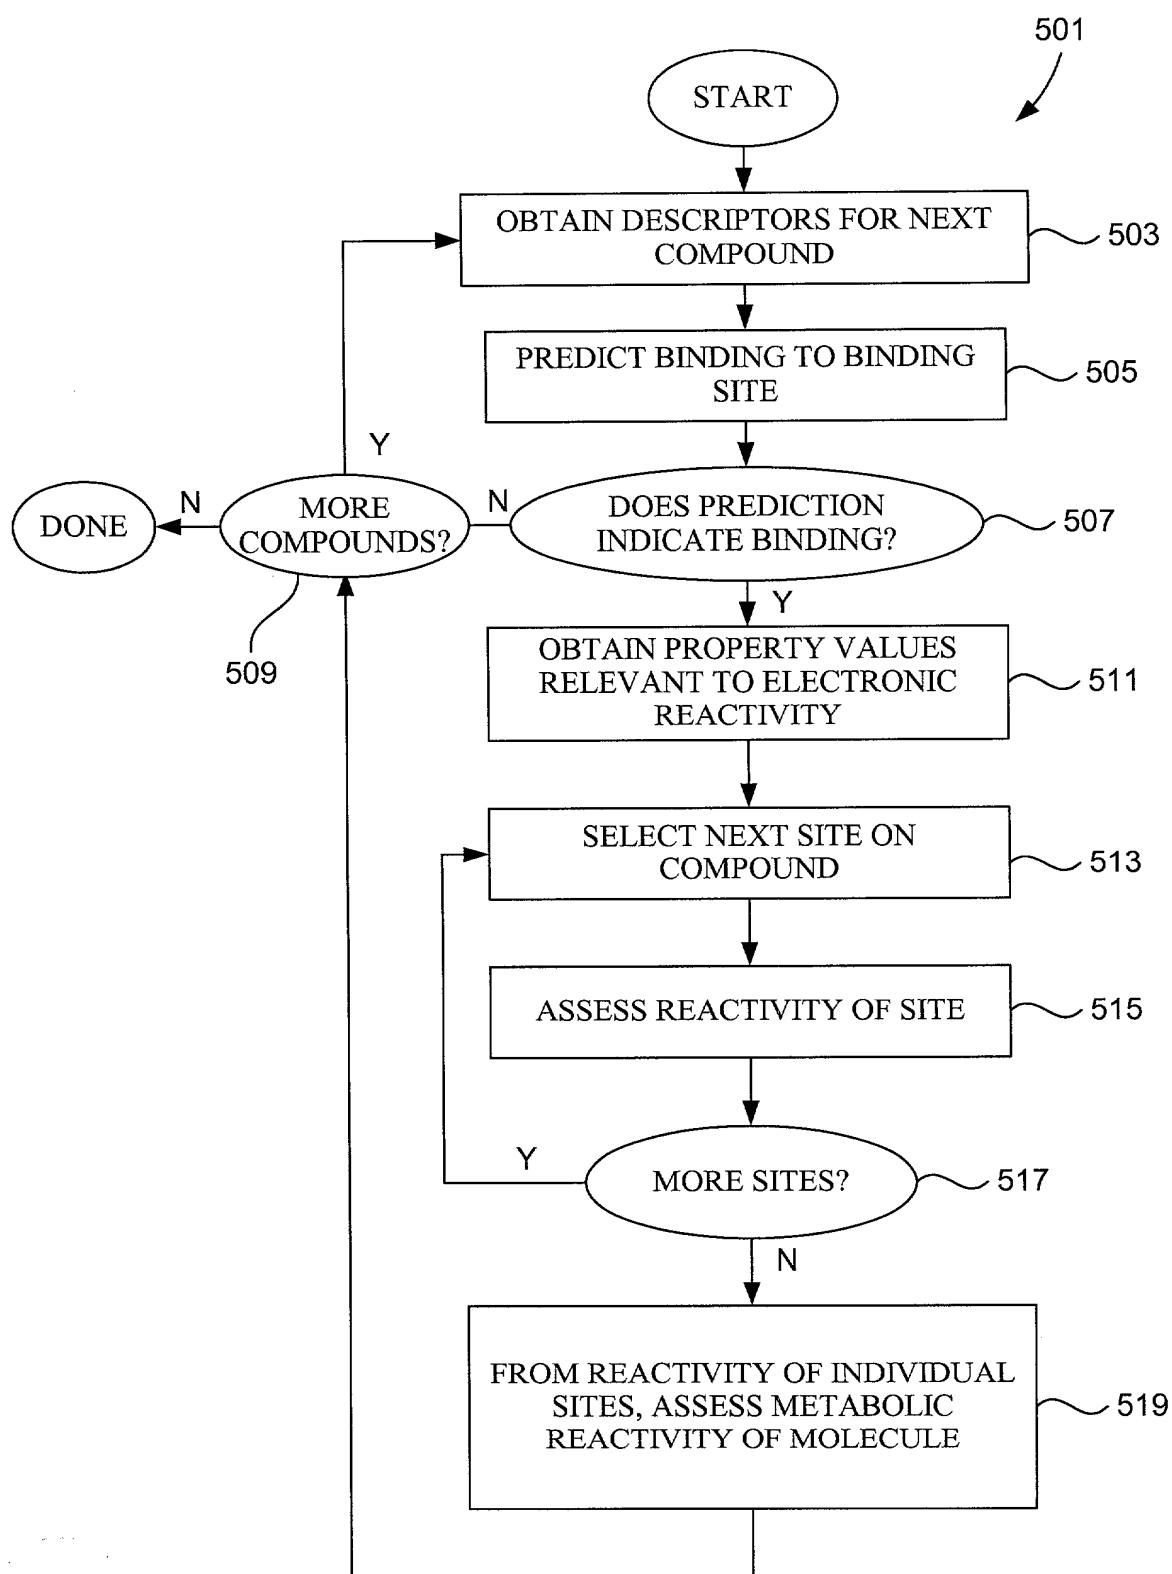 501
START
OBTAIN DESCRIPTORS FOR NEXT
COMPOUND
503
PREDICT BINDING TO BINDING
SITE
505
Y
DONE
N
MORE
COMPOUNDS?
N
DOES PREDICTION
INDICATE BINDING?
507
509
Y
OBTAIN PROPERTY VALUES
RELEVANT TO ELECTRONIC
REACTIVITY
511
SELECT NEXT SITE ON
COMPOUND
513
ASSESS REACTIVITY OF SITE
515
Y
MORE SITES?
517
N
FROM REACTIVITY OF INDIVIDUAL
SITES, ASSESS METABOLIC
REACTIVITY OF MOLECULE
519